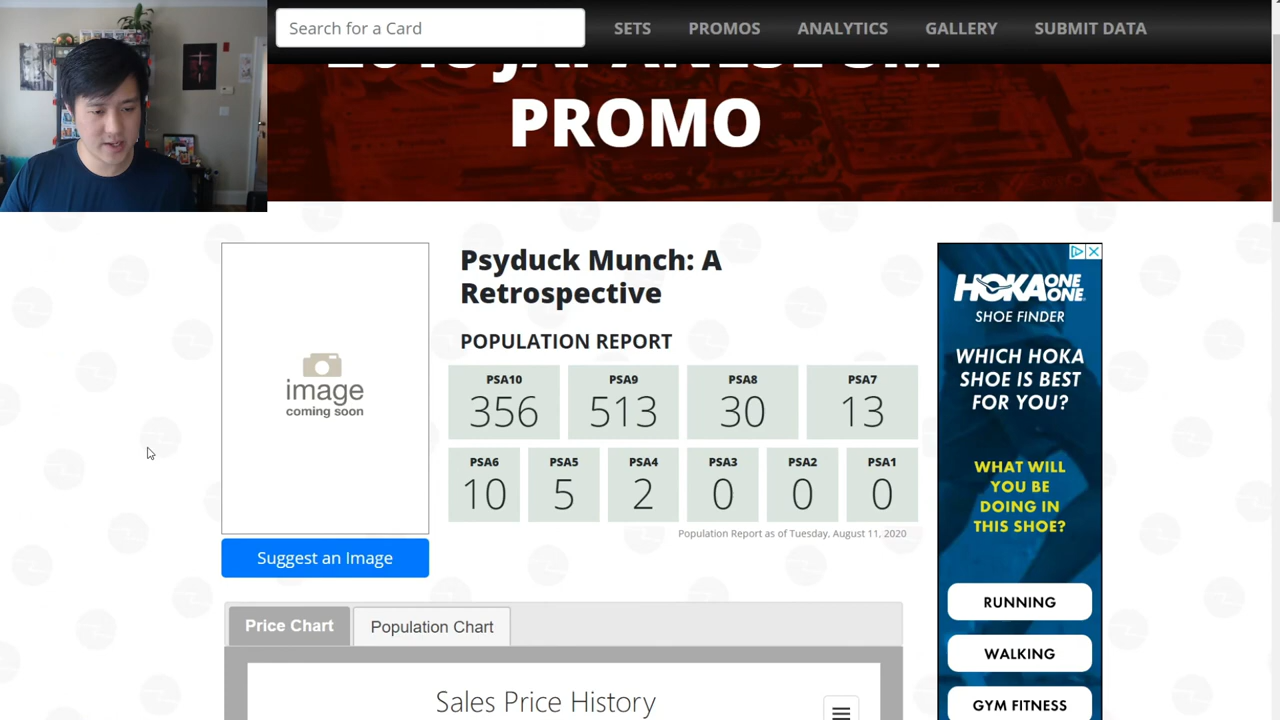 Search for a Card
SETS
PROMOS
ANALYTICS
GALLERY
SUBMIT DATA
PROMO
image
coming soon
Suggest an Image
Psyduck Munch: A
Retrospective
POPULATION REPORT
PSA10
PSA9
PSA8
PSA7
356
513
30
13
PSA6
PSA5
PSA4
PSA3
PSA2
PSA1
10
5
2
0
0
0
Population Report as of Tuesday, August 11, 2020
Price Chart
Population Chart
Sales Price History
HOKA ONE ONE
SHOE FINDER
WHICH HOKA
SHOE IS BEST
FOR YOU?
WHAT WILL
YOU BE
DOING IN
THIS SHOE?
RUNNING
WALKING
GYM FITNESS